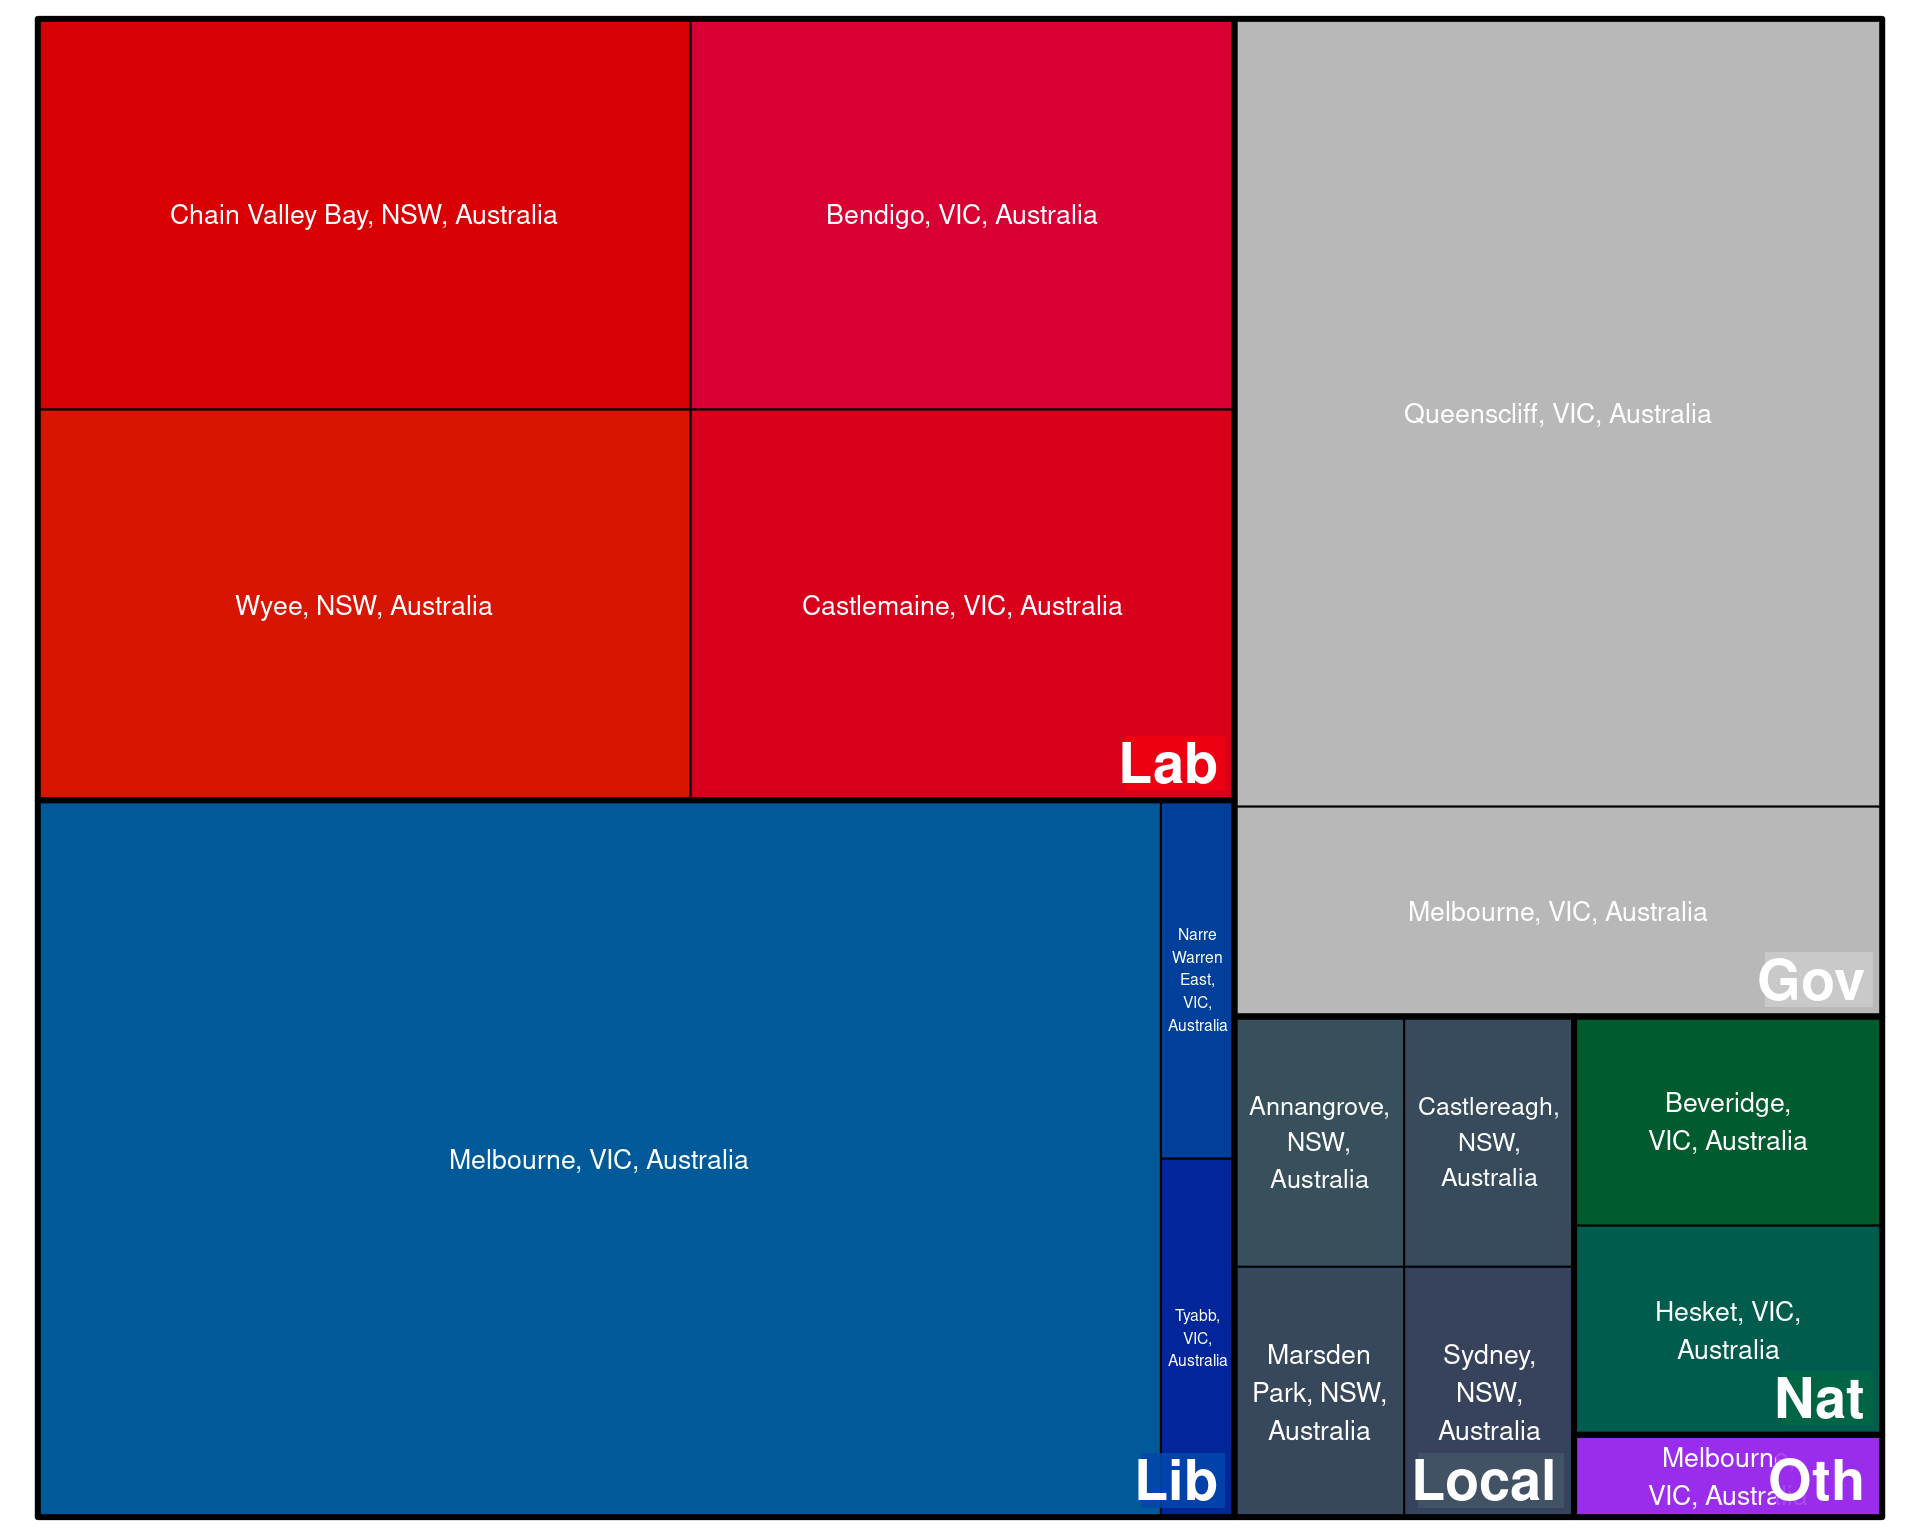 Chain Valley Bay, NSW, Australia
Bendigo, VIC, Australia
Wyee, NSW, Australia
Castlemaine, VIC, Australia
Lab
Melbourne, VIC, Australia
Narre
Warren
East,
VIC,
Australia
Tyabb,
VIC,
Australia
Lib
Queenscliff, VIC, Australia
Melbourne, VIC, Australia
Gov
Annangrove,
NSW,
Australia
Castlereagh,
NSW,
Australia
Marsden
Park, NSW,
Australia
Sydney,
NSW,
Australia
Local
Beveridge,
VIC, Australia
Hesket, VIC,
Australia
Nat
Melbourne,
VIC, Australia
Oth